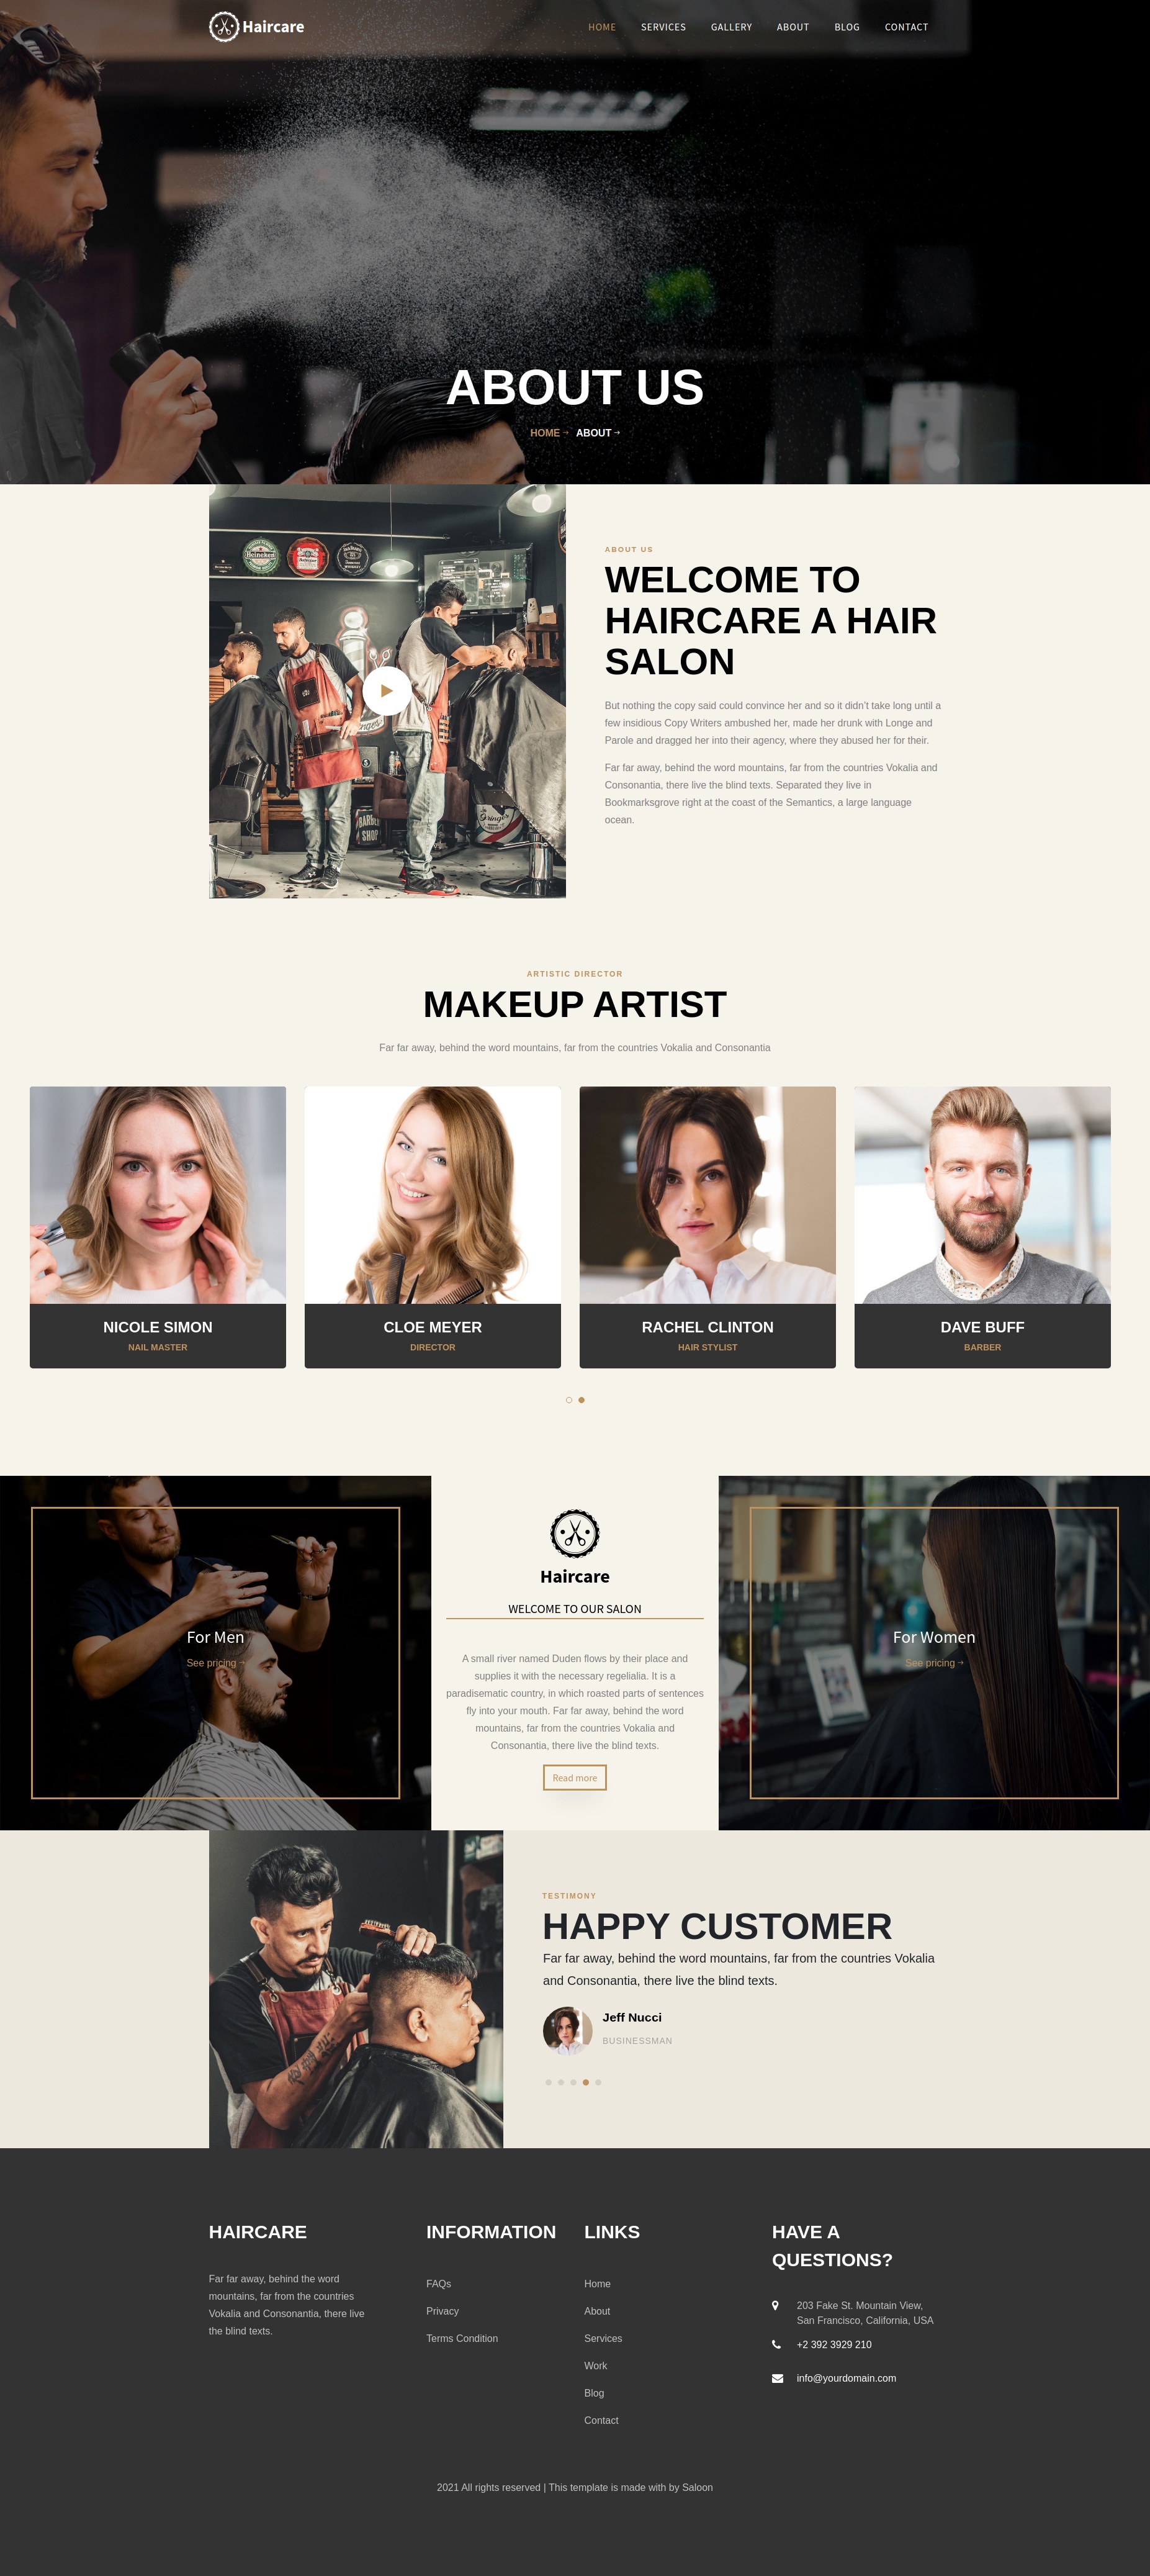 Haircare
HOME SERVICES GALLERY ABOUT BLOG CONTACT
ABOUT US
HOME ABOUT
Heineken
BARBER
SHOP
ABOUT US
WELCOME TO
HAIRCARE A HAIR
SALON
But nothing the copy said could convince her and so it didn't take long until a
few insidious Copy Writers ambushed her, made her drunk with Longe and
Parole and dragged her into their agency, where they abused her for their.
Far far away, behind the word mountains, far from the countries Vokalia and
Consonantia, there live the blind texts. Separated they live in
Bookmarksgrove right at the coast of the Semantics, a large language
ocean.
ARTISTIC DIRECTOR
MAKEUP ARTIST
Far far away, behind the word mountains, far from the countries Vokalia and Consonantia
NICOLE SIMON
NAIL MASTER
CLOE MEYER
DIRECTOR
RACHEL CLINTON
HAIR STYLIST
DAVE BUFF
BARBER
For Men
See pricing
Haircare
WELCOME TO OUR SALON
A small river named Duden flows by their place and
supplies it with the necessary regelialia. It is a
paradisematic country, in which roasted parts of sentences
fly into your mouth. Far far away, behind the word
mountains, far from the countries Vokalia and
Consonantia, there live the blind texts.
Read more
For Women
See pricing
TESTIMONY
HAPPY CUSTOMER
Far far away, behind the word mountains, far from the countries Vokalia
and Consonantia, there live the blind texts.
Jeff Nucci
BUSINESSMAN
HAIRCARE
Far far away, behind the word
mountains, far from the countries
Vokalia and Consonantia, there live
the blind texts.
INFORMATION
FAQs
Privacy
Terms Condition
LINKS
Home
About
Services
Work
Blog
Contact
HAVE A
QUESTIONS?
203 Fake St. Mountain View,
San Francisco, California, USA
+2 392 3929 210
info@yourdomain.com
2021 All rights reserved | This template is made with by Saloon